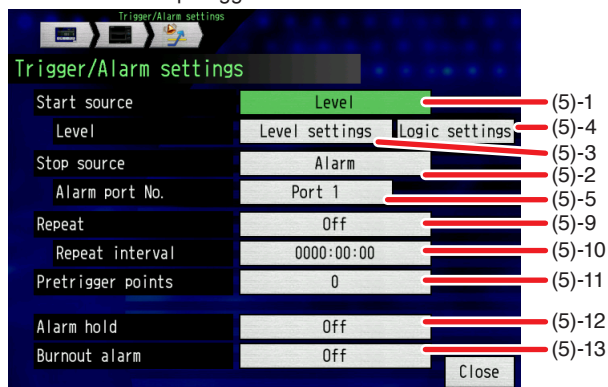 Trigger/Alarm settings
Trigger/Alarm settings
Start source Level (5)-1
Level Level settings Logic settings (5)-4
(5)-3
Stop source Alarm (5)-2
Alarm port No. Port 1 (5)-5
Repeat Off (5)-9
Repeat interval 0000:00:00 (5)-10
Pretrigger points 0 (5)-11
Alarm hold Off (5)-12
Burnout alarm Off (5)-13
Close